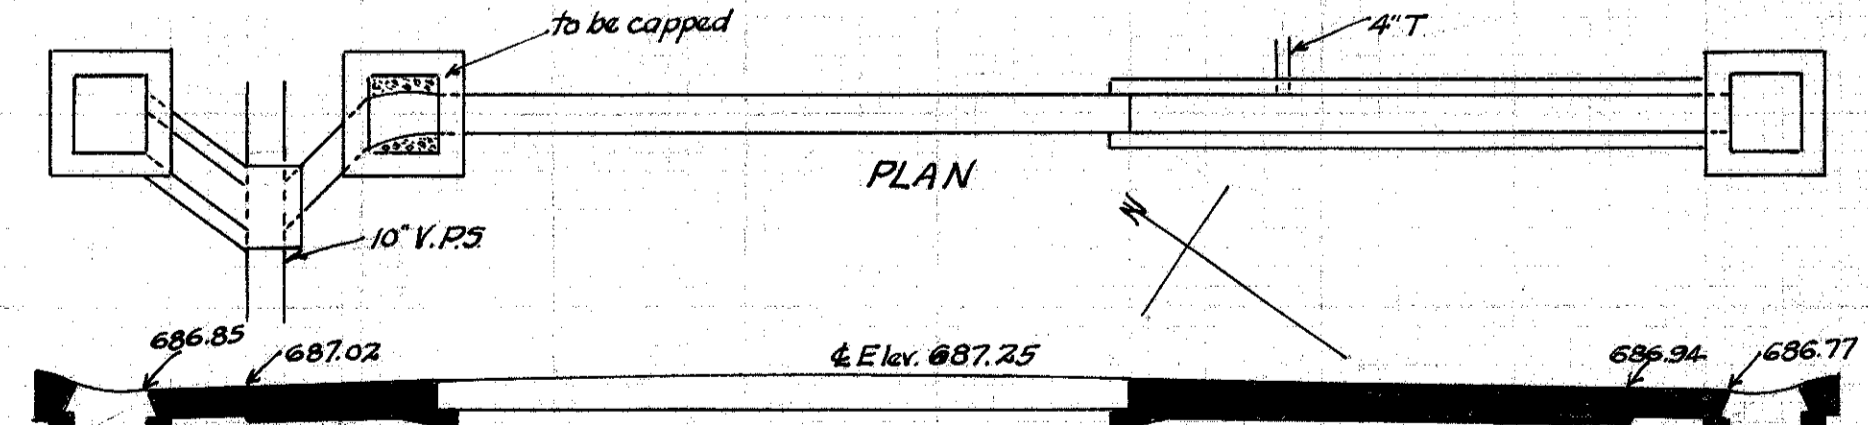 to be capped
4" T
PLAN
N
10" V.P.S
686.85
687.02
℄ Elev. 687.25
686.94
686.77